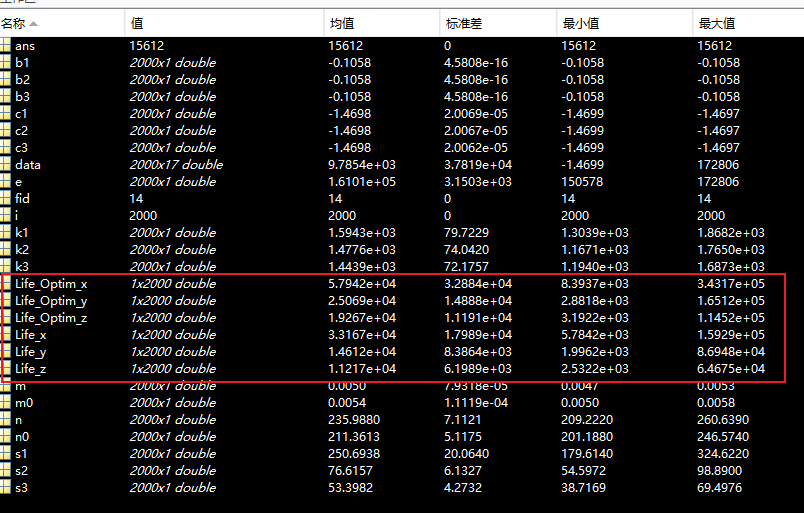 名称 值 均值 标准差 最小值 最大值
ans 15612 15612 0 15612 15612
b1 2000x1 double -0.1058 4.5808e-16 -0.1058 -0.1058
b2 2000x1 double -0.1058 4.5808e-16 -0.1058 -0.1058
b3 2000x1 double -0.1058 4.5808e-16 -0.1058 -0.1058
c1 2000x1 double -1.4698 2.0069e-05 -1.4699 -1.4697
c2 2000x1 double -1.4698 2.0067e-05 -1.4699 -1.4697
c3 2000x1 double -1.4698 2.0062e-05 -1.4699 -1.4697
data 2000x17 double 9.7854e+03 3.7819e+04 -1.4699 172806
e 2000x1 double 1.6101e+05 3.1503e+03 150578 172806
fid 14 14 0 14 14
i 2000 2000 0 2000 2000
k1 2000x1 double 1.5943e+03 79.7229 1.3039e+03 1.8682e+03
k2 2000x1 double 1.4776e+03 74.0420 1.1671e+03 1.7650e+03
k3 2000x1 double 1.4439e+03 72.1757 1.1940e+03 1.6873e+03
Life_Optim_x 1x2000 double 5.7942e+04 3.2884e+04 8.3937e+03 3.4317e+05
Life_Optim_y 1x2000 double 2.5069e+04 1.4888e+04 2.8818e+03 1.6512e+05
Life_Optim_z 1x2000 double 1.9267e+04 1.1191e+04 3.1922e+03 1.1452e+05
Life_x 1x2000 double 3.3167e+04 1.7989e+04 5.7842e+03 1.5929e+05
Life_y 1x2000 double 1.4612e+04 8.3864e+03 1.9962e+03 8.6948e+04
Life_z 1x2000 double 1.1217e+04 6.1989e+03 2.5322e+03 6.4675e+04
m 2000x1 double 0.0050 7.9318e-05 0.0047 0.0053
m0 2000x1 double 0.0054 1.1119e-04 0.0050 0.0058
n 2000x1 double 235.9880 7.1121 209.2220 260.6390
n0 2000x1 double 211.3613 5.1175 201.1880 246.5740
s1 2000x1 double 250.6938 20.0640 179.6140 324.6220
s2 2000x1 double 76.6157 6.1327 54.5972 98.8900
s3 2000x1 double 53.3982 4.2732 38.7169 69.4976